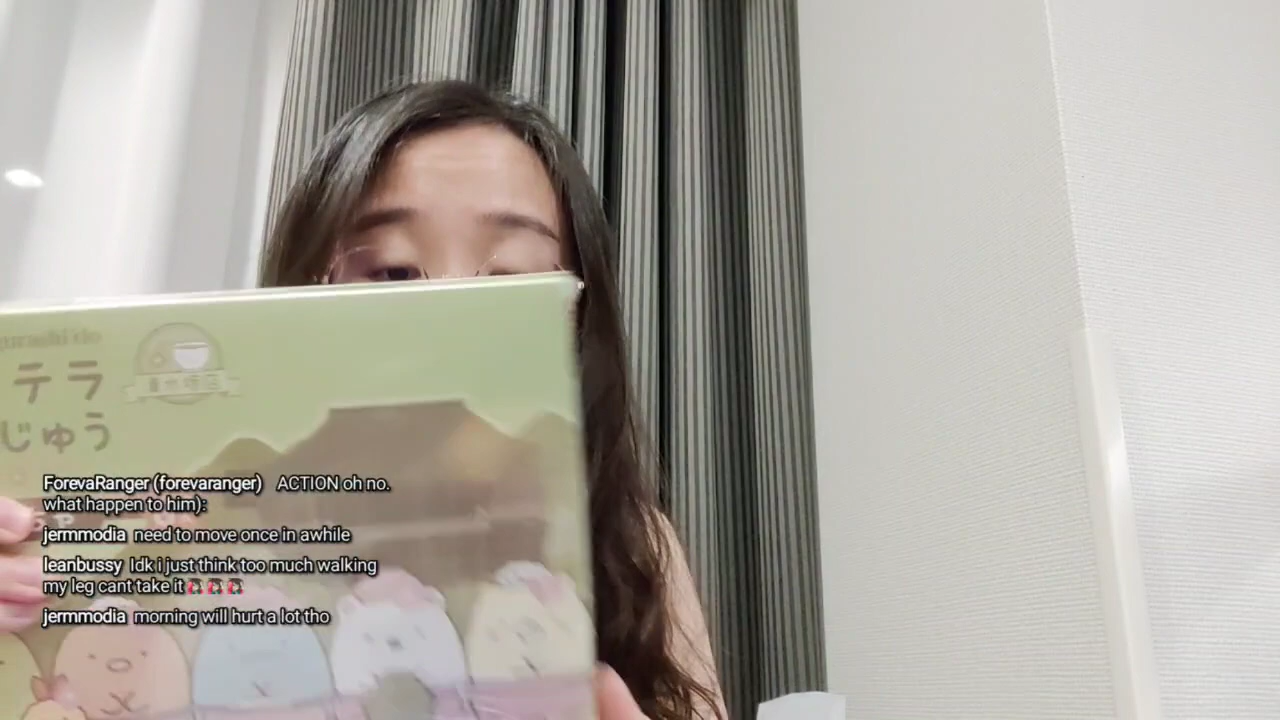 gurashi do
テラ
じゅう
ForevaRanger (forevaranger) ACTION oh no.
what happen to him):
jermmodia need to move once in awhile
leanbussy Idk i just think too much walking
my leg cant take it
jermmodia morning will hurt a lot tho